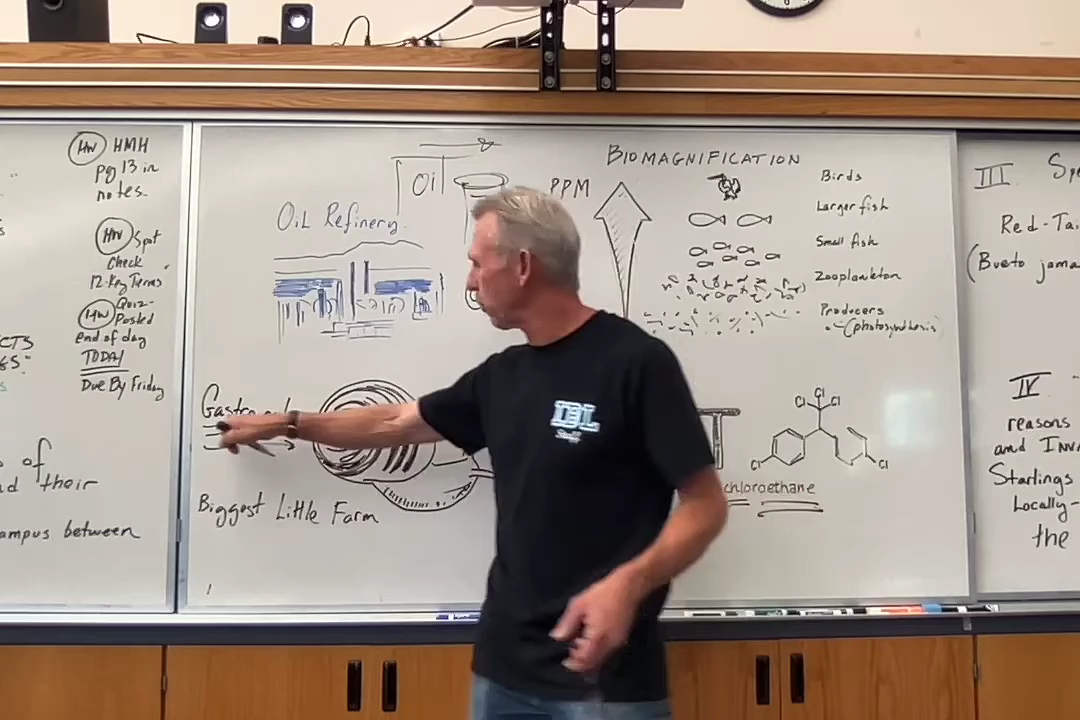 HW HMH
pg 13 in
notes.
HW Spot
Check
12-Key Terms
HW Quiz-
Posted
end of day
TODAY
Due By Friday
of
their
ampus between
Oil
Oil Refinery
Biggest Little Farm
PPM
BIOMAGNIFICATION
Birds
Larger fish
Small fish
Zooplankton
Producers
(photosynthesis)
IBL
Staff
Cl
Cl Cl
Cl
Cl
chloroethane
III
Red-Tai
(Bueto jama
IV
reasons
and Inva
Starlings
Locally-
the